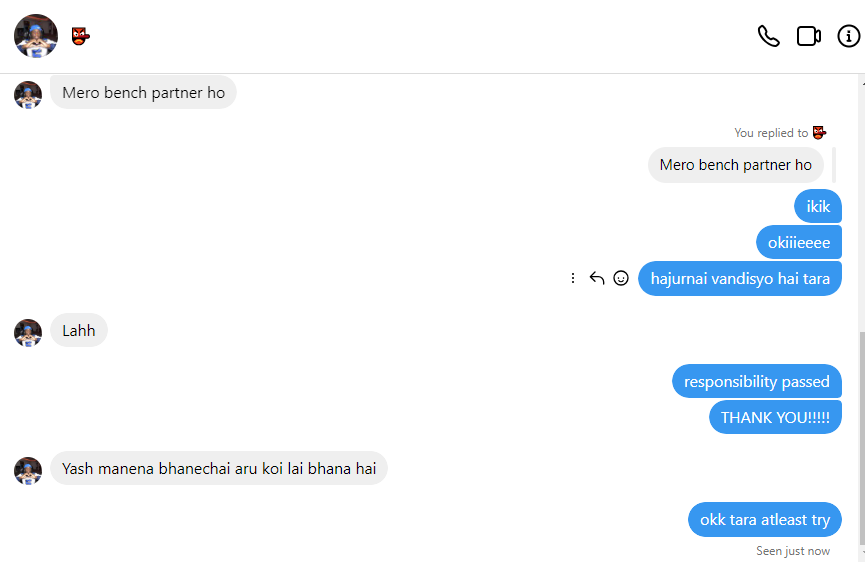 Mero bench partner ho
You replied to
Mero bench partner ho
ikik
okiiieeee
hajurnai vandisyo hai tara
Lahh
responsibility passed
THANK YOU!!!!!
Yash manena bhanechai aru koi lai bhana hai
okk tara atleast try
Seen just now